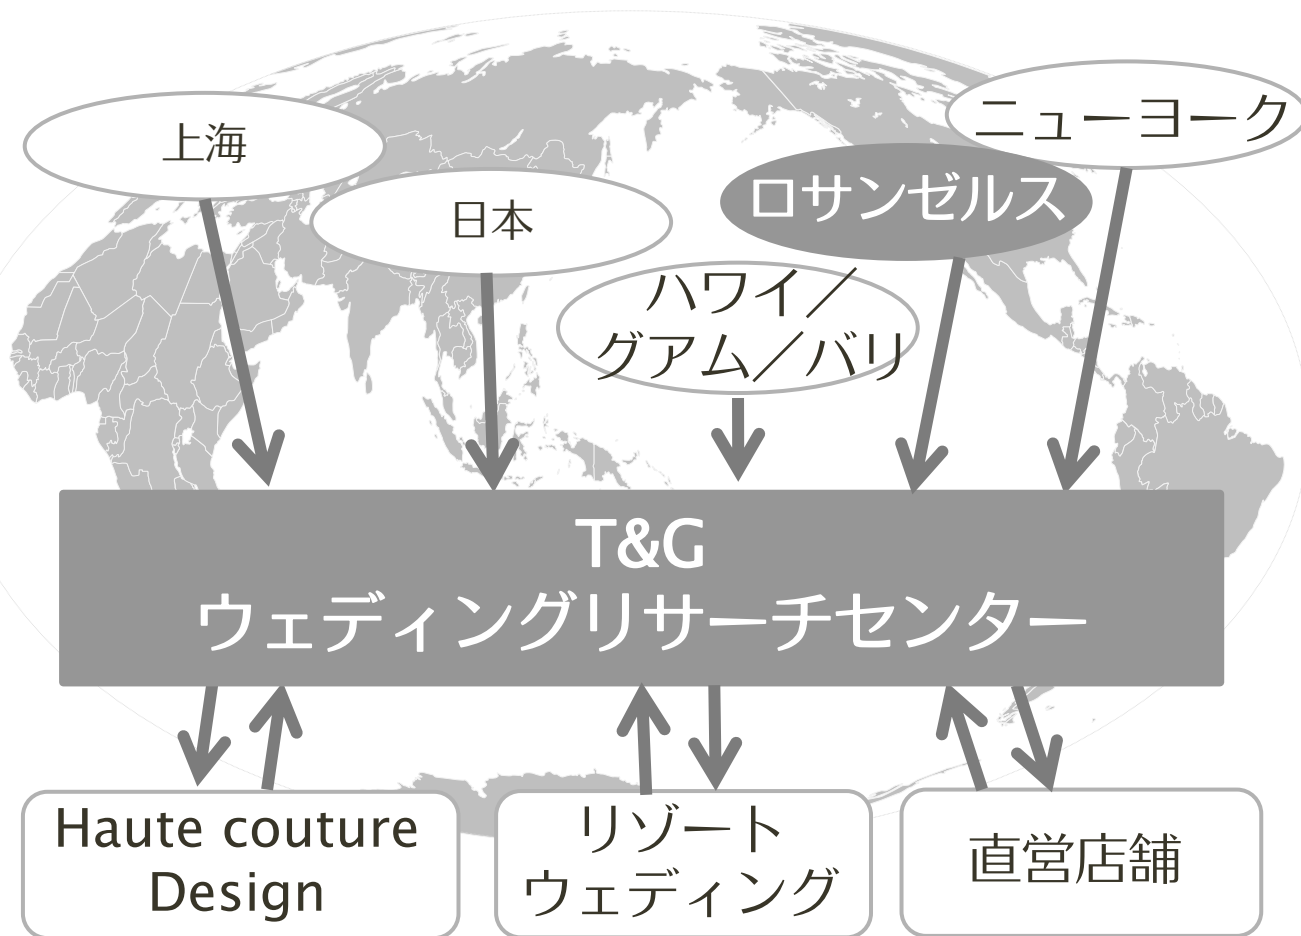 ニューヨーク
上海
ロサンゼルス
日本
ハワイ／
グアム／バリ
T&G
ウェディングリサーチセンター
Haute couture
Design
リゾート
ウェディング
直営店舗